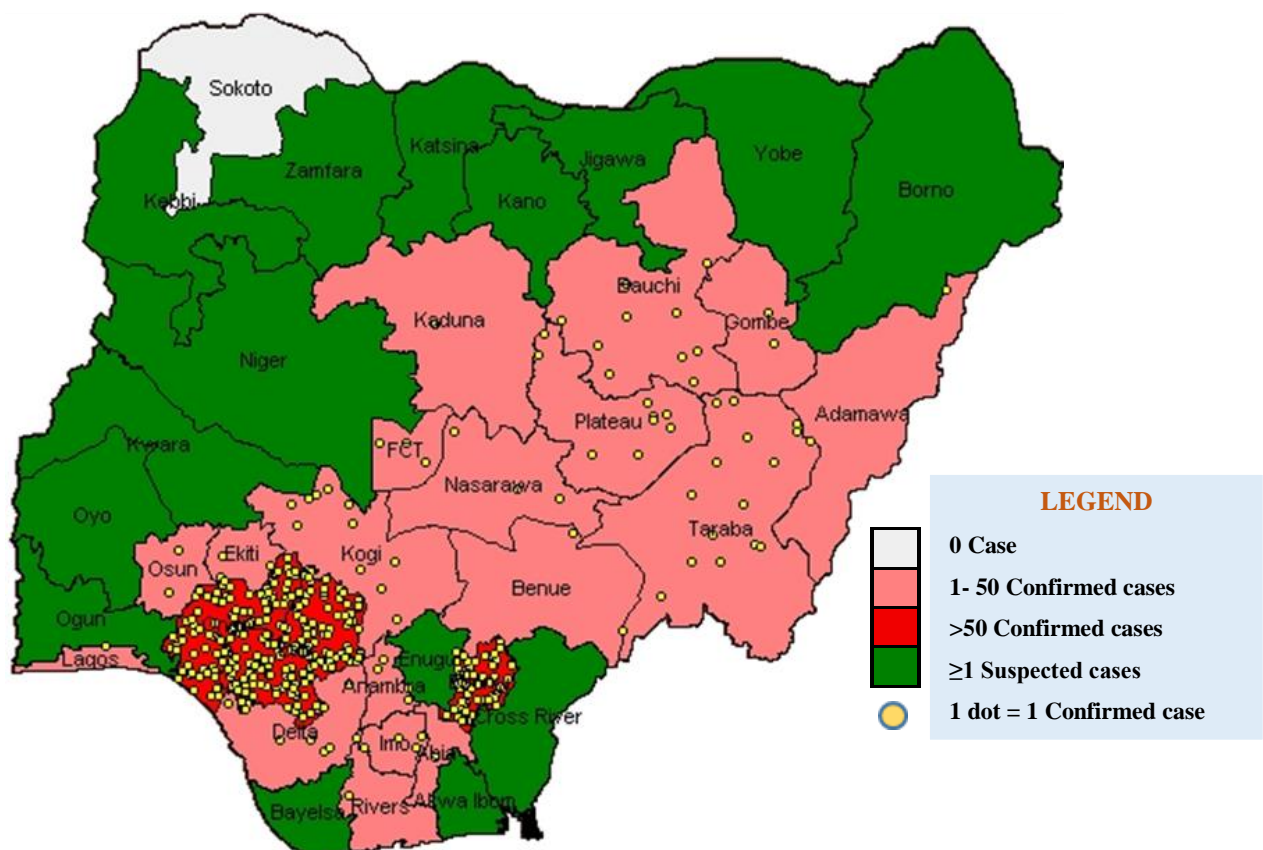 Sokoto
Katsina
Jigawa
Yobe
Zamfara
Borno
Kebbi
Kano
Bauchi
Kaduna
Gombe
Niger
Adamawa
Plateau
Kwara
FCT
Nasarawa
Oyo
Taraba
Ekiti
Kogi
Osun
Benue
Ogun
Lagos
Enugu
Anambra
Cross River
Delta
Imo
Abia
Bayelsa
Rivers
Akwa Ibom
LEGEND
0 Case
1- 50 Confirmed cases
>50 Confirmed cases
≥1 Suspected cases
1 dot = 1 Confirmed case